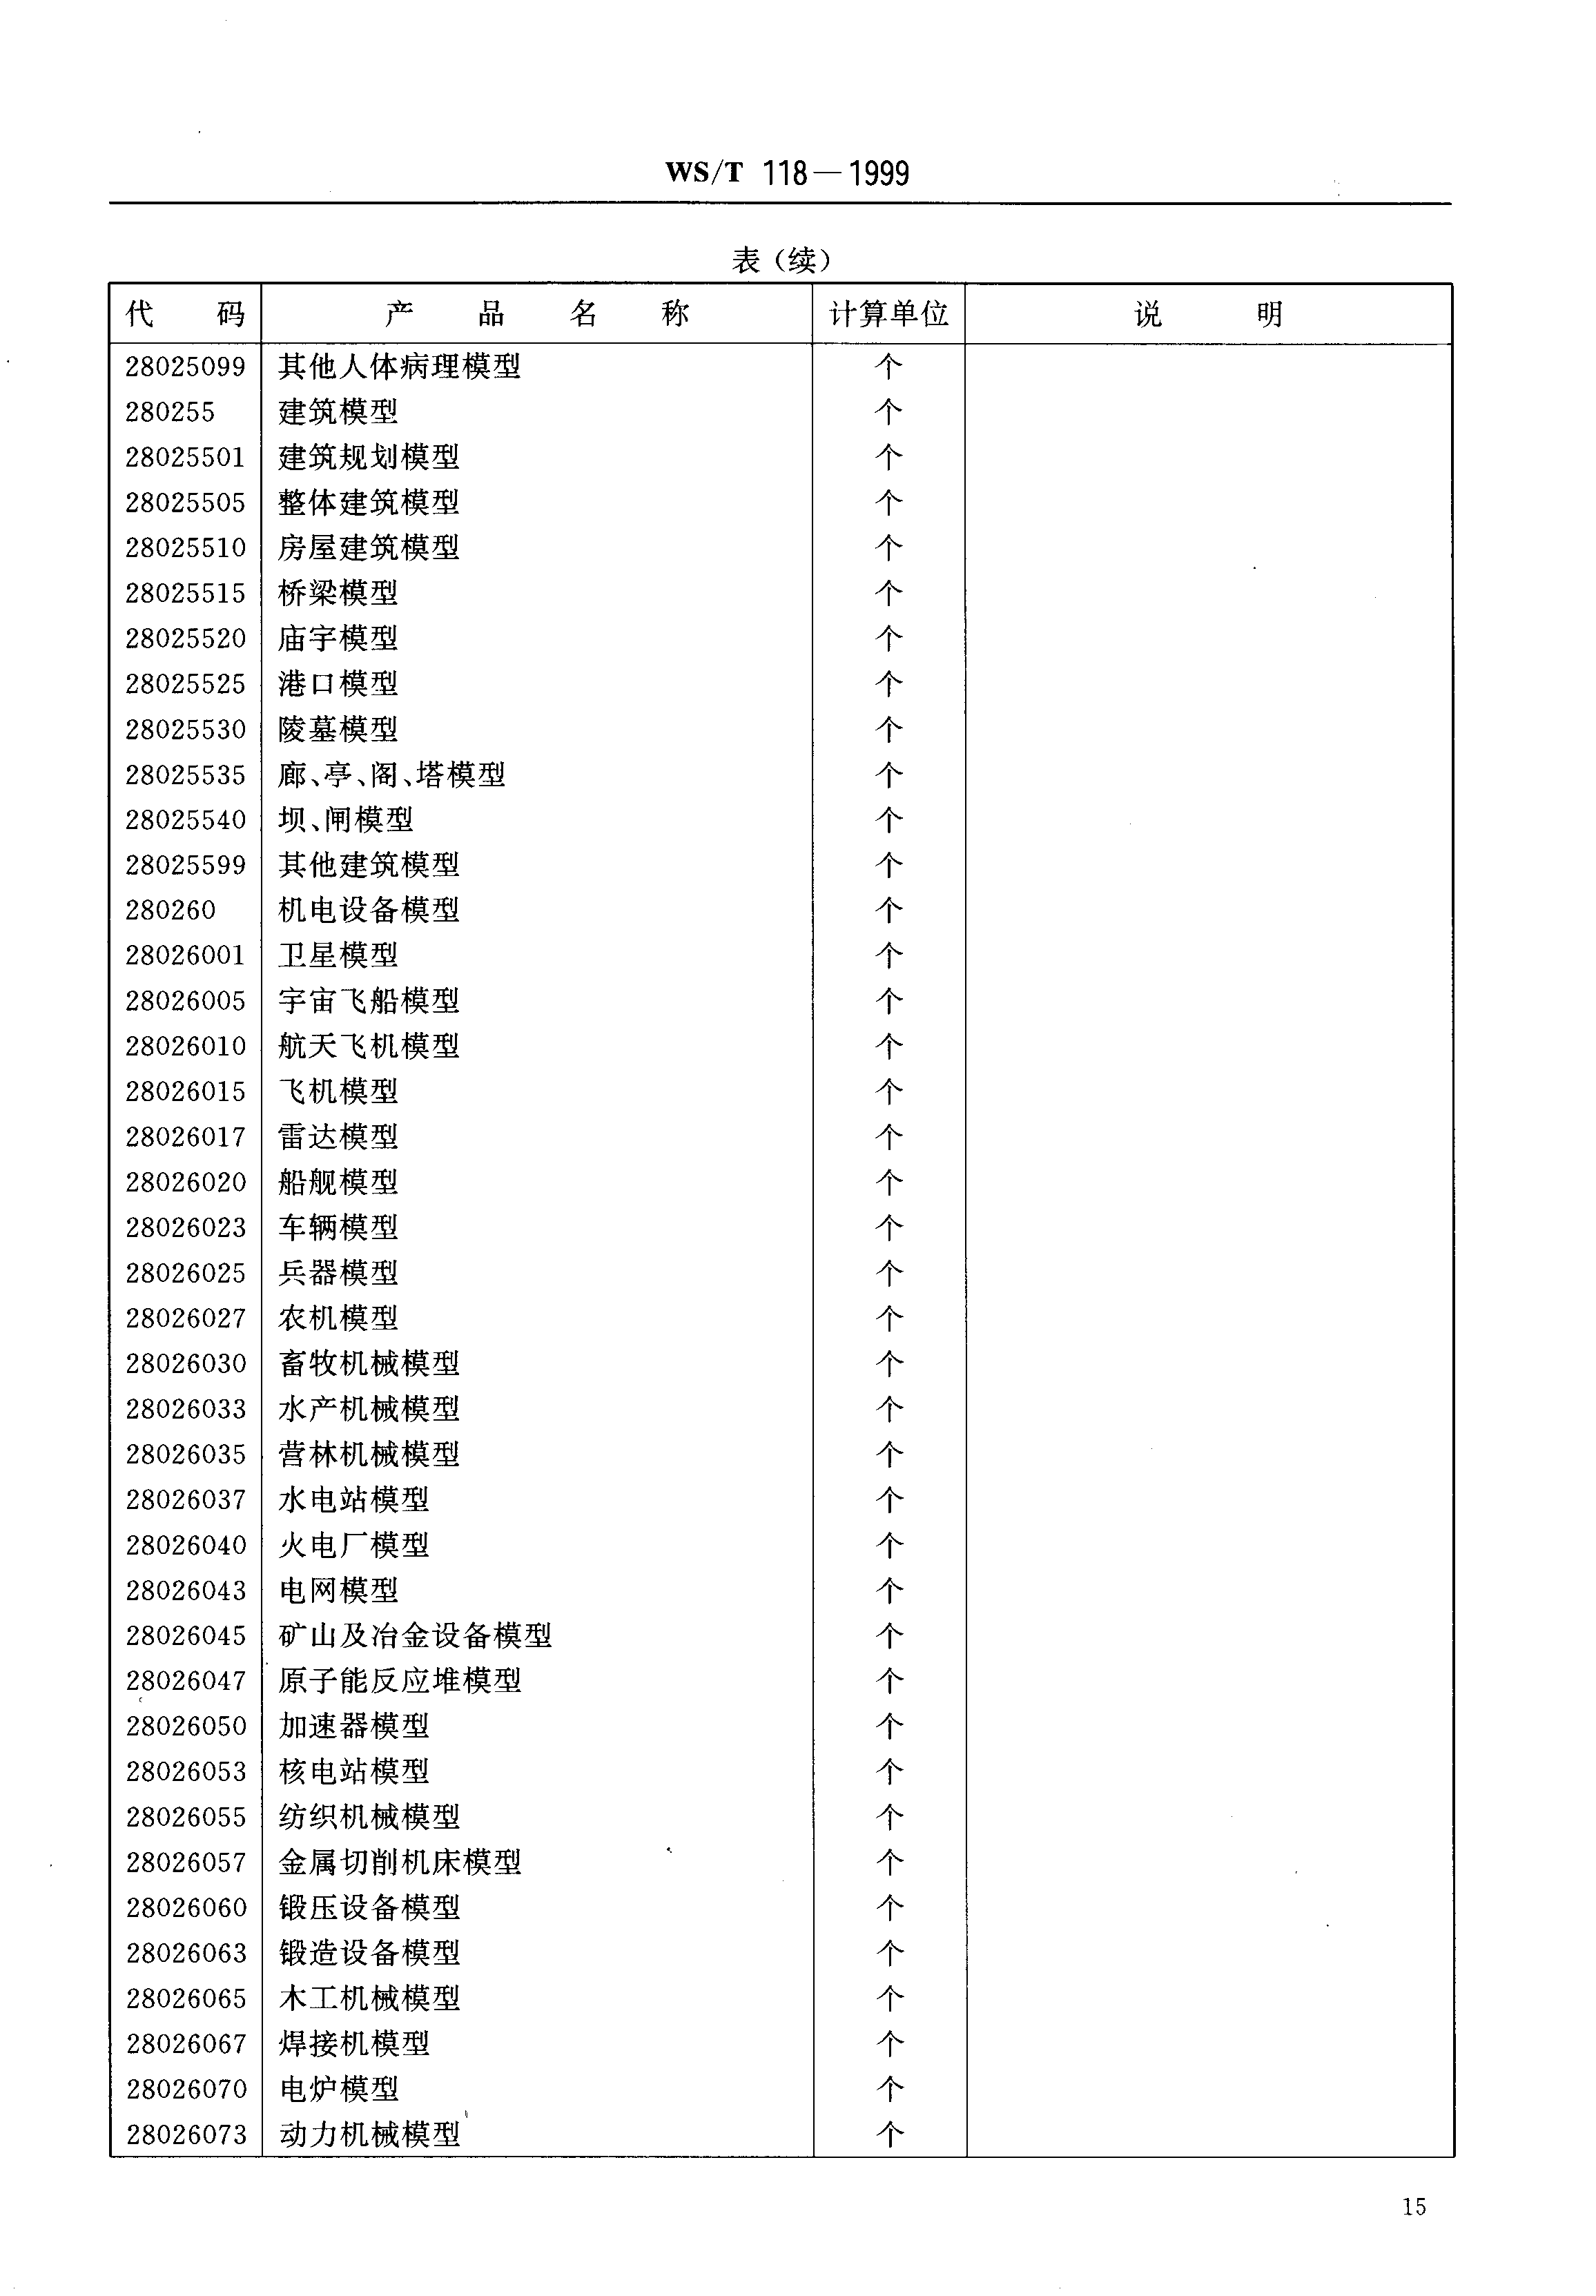 WS/T 118—1999
表（续）
代 码 产 品 名 称 计算单位 说 明
28025099 其他人体病理模型 个
280255 建筑模型 个
28025501 建筑规划模型 个
28025505 整体建筑模型 个
28025510 房屋建筑模型 个
28025515 桥梁模型 个
28025520 庙宇模型 个
28025525 港口模型 个
28025530 陵墓模型 个
28025535 廊、亭、阁、塔模型 个
28025540 坝、闸模型 个
28025599 其他建筑模型 个
280260 机电设备模型 个
28026001 卫星模型 个
28026005 宇宙飞船模型 个
28026010 航天飞机模型 个
28026015 飞机模型 个
28026017 雷达模型 个
28026020 船舰模型 个
28026023 车辆模型 个
28026025 兵器模型 个
28026027 农机模型 个
28026030 畜牧机械模型 个
28026033 水产机械模型 个
28026035 营林机械模型 个
28026037 水电站模型 个
28026040 火电厂模型 个
28026043 电网模型 个
28026045 矿山及冶金设备模型 个
28026047 原子能反应堆模型 个
28026050 加速器模型 个
28026053 核电站模型 个
28026055 纺织机械模型 个
28026057 金属切削机床模型 个
28026060 锻压设备模型 个
28026063 锻造设备模型 个
28026065 木工机械模型 个
28026067 焊接机模型 个
28026070 电炉模型 个
28026073 动力机械模型 个
15